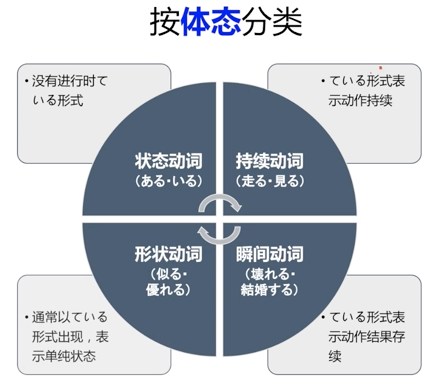 按体态分类
• 没有进行时て
いる形式
• ている形式表
示动作持续
状态动词
（ある・いる）
持续动词
（走る・見る）
形状动词
（似る・
優れる）
瞬间动词
（壊れる・
結婚する）
• 通常以ている
形式出现，表
示单纯状态
• ている形式表
示动作结果存
续